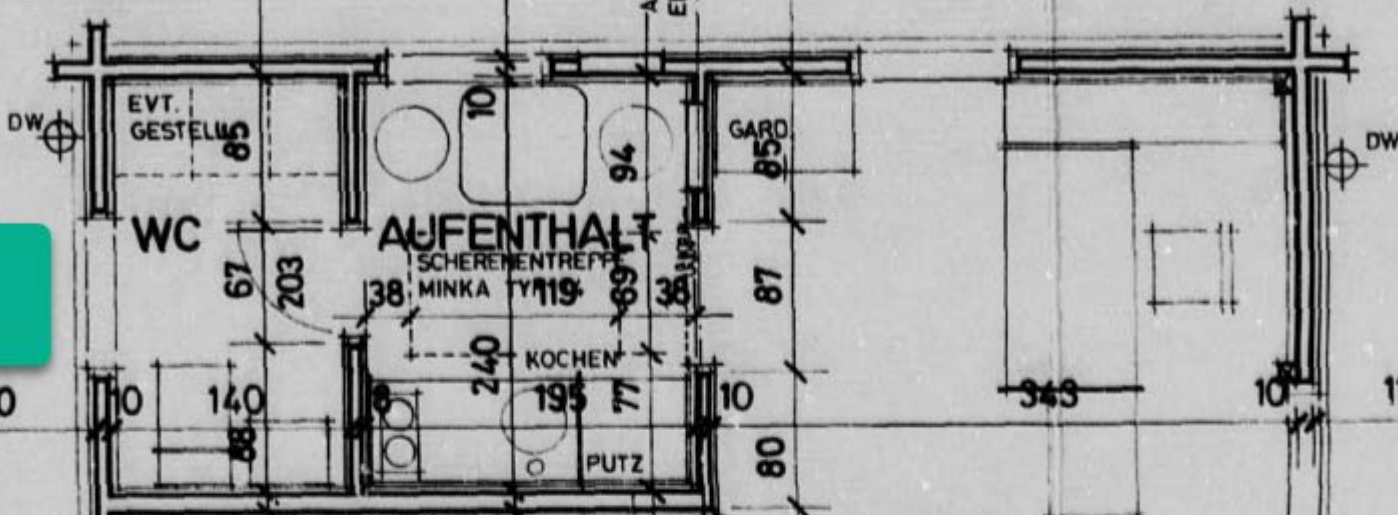 DW
EVT.
GESTELL
85
10
94
GARD.
85
DW
WC
AUFENTHALT
SCHERENENTREPPE
MINKA TYP
67
203
38
119
69
38
87
KOCHEN
240
10
140
8
195
77
10
343
10
88
PUTZ
80